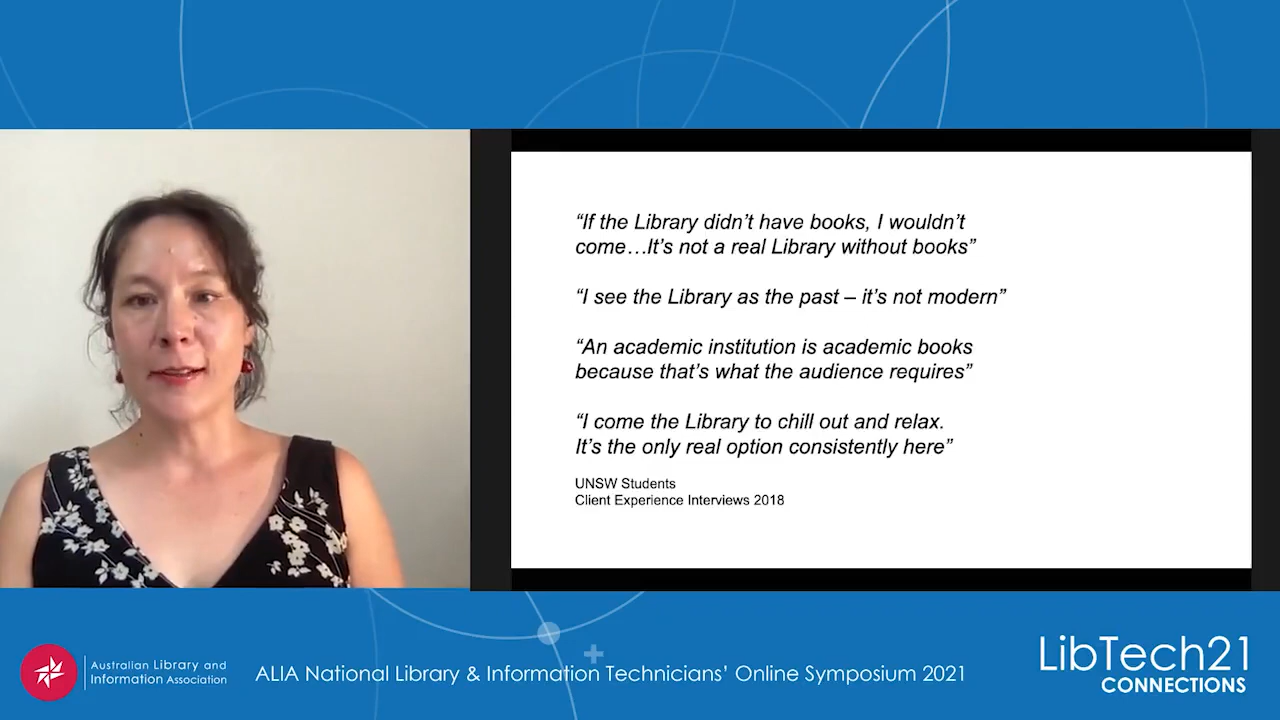 “If the Library didn’t have books, I wouldn’t
come…It’s not a real Library without books”
“I see the Library as the past – it’s not modern”
“An academic institution is academic books
because that’s what the audience requires”
“I come the Library to chill out and relax.
It’s the only real option consistently here”
UNSW Students
Client Experience Interviews 2018
Australian Library and
Information Association
ALIA National Library & Information Technicians’ Online Symposium 2021
LibTech21
CONNECTIONS